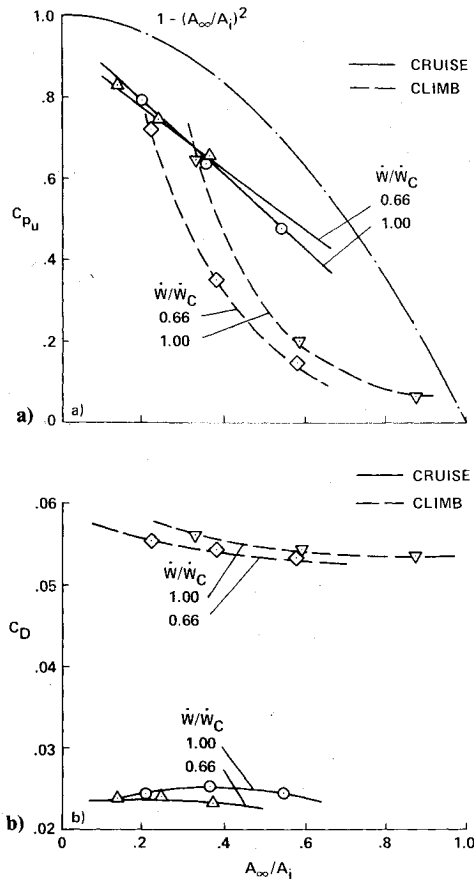 1 - (A∞/Ai)²
a)
1.0
.8
.6
.4
.2
.0
Cpu
CRUISE
CLIMB
Ẇ/ẆC
0.66
1.00
Ẇ/ẆC
0.66
1.00
a)
b)
.06
.05
.04
.03
.02
CD
CRUISE
CLIMB
Ẇ/ẆC
1.00
0.66
Ẇ/ẆC
1.00
0.66
b)
0
.2
.4
.6
.8
1.0
A∞/Ai